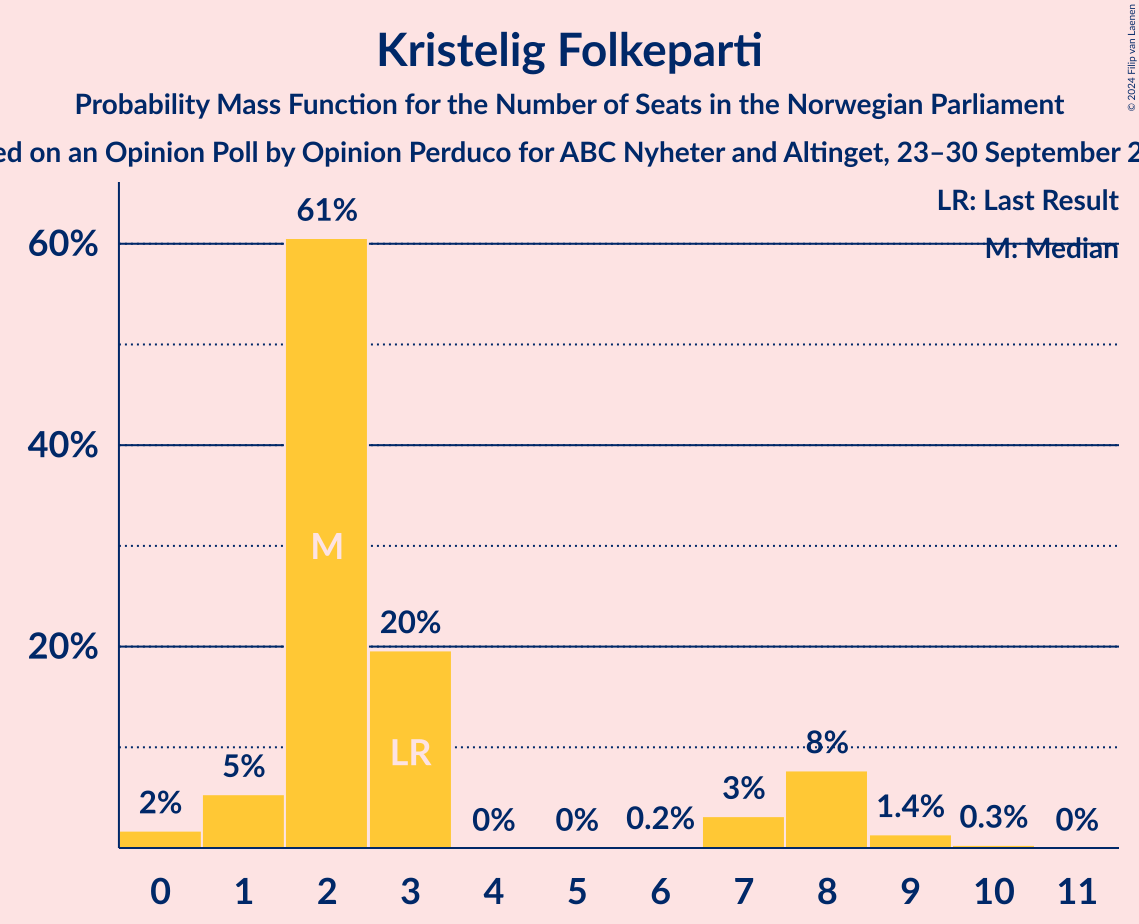 Kristelig Folkeparti
Probability Mass Function for the Number of Seats in the Norwegian Parliament
on an Opinion Poll by Opinion Perduco for ABC Nyheter and Altinget, 23–30 September
© 2024 Filip van Laenen
LR: Last Result
M: Median
60%
40%
20%
2%
5%
61%
20%
0%
0%
0.2%
3%
8%
1.4%
0.3%
0%
M
LR
0 1 2 3 4 5 6 7 8 9 10 11